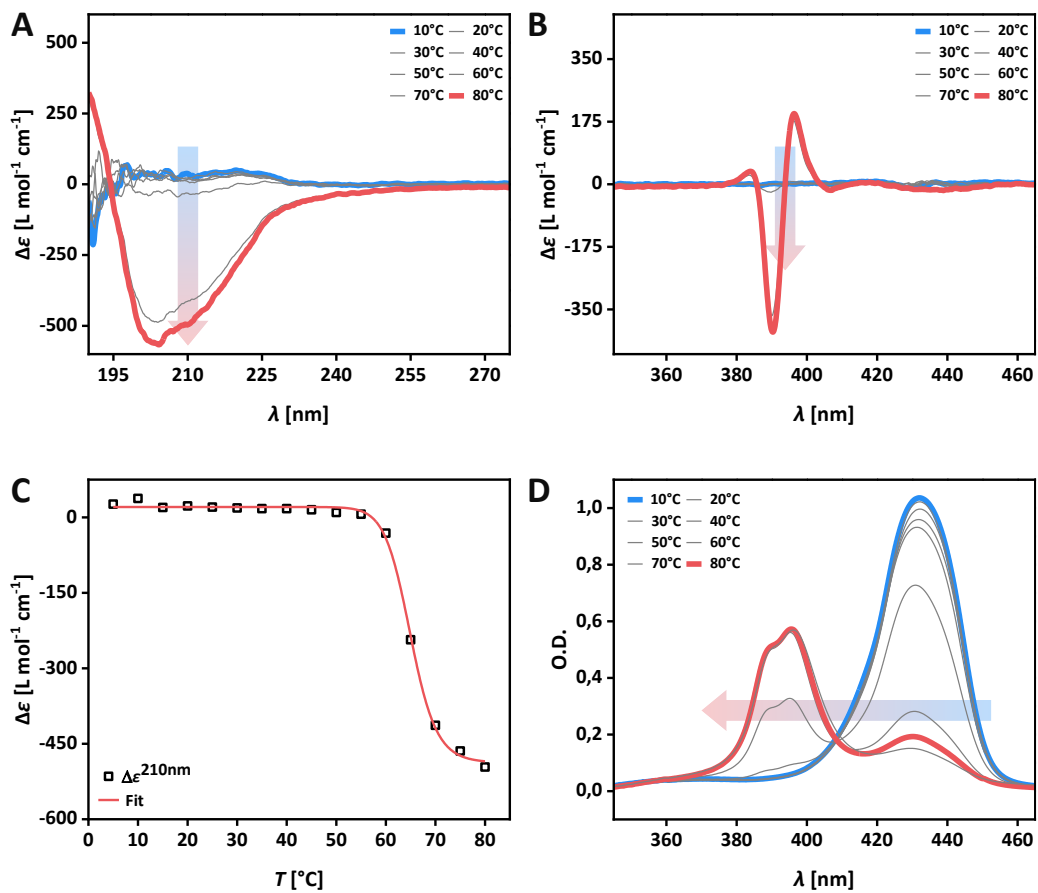 A
500
250
0
-250
-500
Δε [L mol⁻¹ cm⁻¹]
10°C 20°C
30°C 40°C
50°C 60°C
70°C 80°C
195 210 225 240 255 270
λ [nm]
B
350
175
0
-175
-350
Δε [L mol⁻¹ cm⁻¹]
10°C 20°C
30°C 40°C
50°C 60°C
70°C 80°C
360 380 400 420 440 460
λ [nm]
C
0
-150
-300
-450
-600
Δε [L mol⁻¹ cm⁻¹]
Δε²¹⁰ⁿᵐ
Fit
0 10 20 30 40 50 60 70 80
T [°C]
D
1,0
0,8
0,6
0,4
0,2
0,0
O.D.
10°C 20°C
30°C 40°C
50°C 60°C
70°C 80°C
360 380 400 420 440 460
λ [nm]